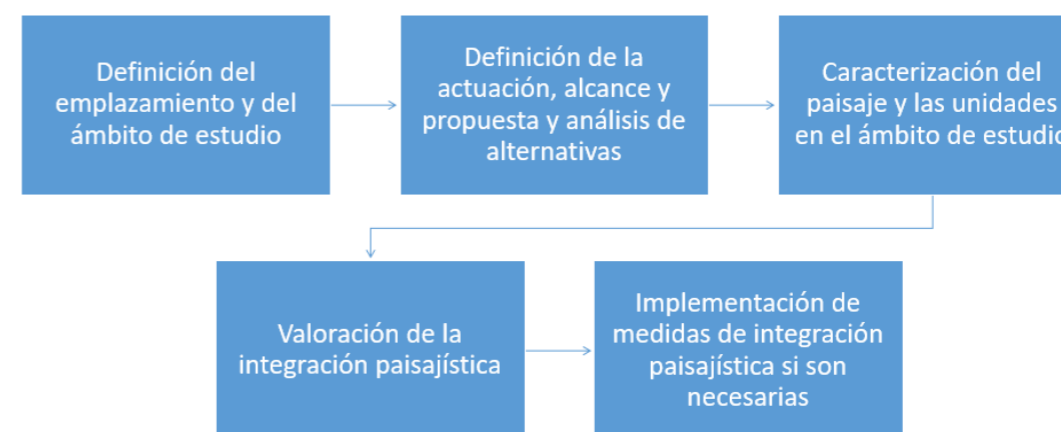 Definición del
emplazamiento y del
ámbito de estudio
Definición de la
actuación, alcance y
propuesta y análisis de
alternativas
Caracterización del
paisaje y las unidades
en el ámbito de estudio
Valoración de la
integración paisajística
Implementación de
medidas de integración
paisajística si son
necesarias